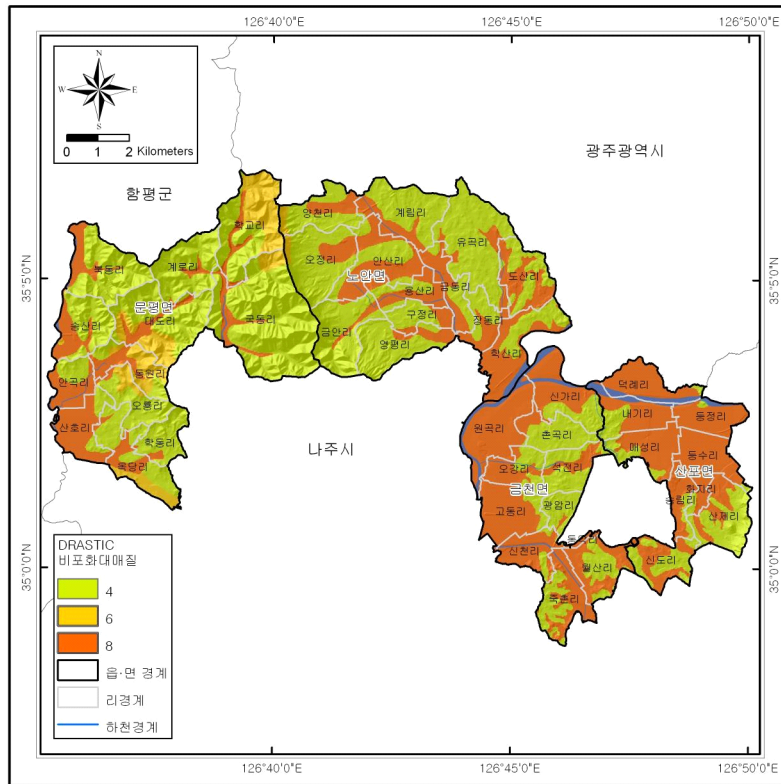 126°40'0"E
126°45'0"E
126°50'0"E
N
W
E
S
0 1 2 Kilometers
광주광역시
함평군
35°5'0"N
35°5'0"N
학교리
양천리
계림리
유곡리
북동리
계로리
오정리
안산리
노안면
금동리
도산리
문평면
대도리
용산리
송산리
국동리
금안리
구정리
장동리
양평리
학산리
동원리
안곡리
덕례리
오룡리
신가리
내기리
동정리
산호리
학동리
원곡리
촌곡리
매성리
등수리
나주시
옥당리
오강리
석전리
산포면
금천면
화지리
송림리
고동리
광암리
산제리
신천리
동악리
월산리
신도리
죽촌리
35°0'0"N
35°0'0"N
DRASTIC
비포화대매질
4
6
8
읍·면 경계
리경계
하천경계
126°40'0"E
126°45'0"E
126°50'0"E